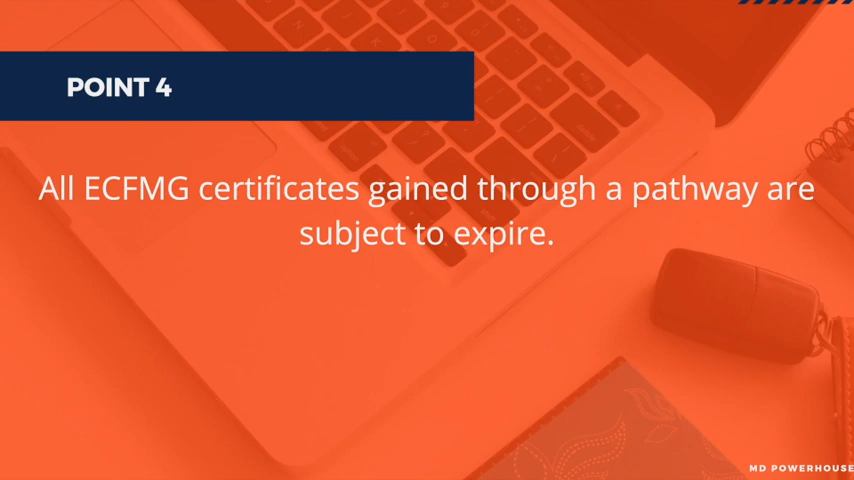 POINT 4
All ECFMG certificates gained through a pathway are
subject to expire.
MD POWERHOUSE